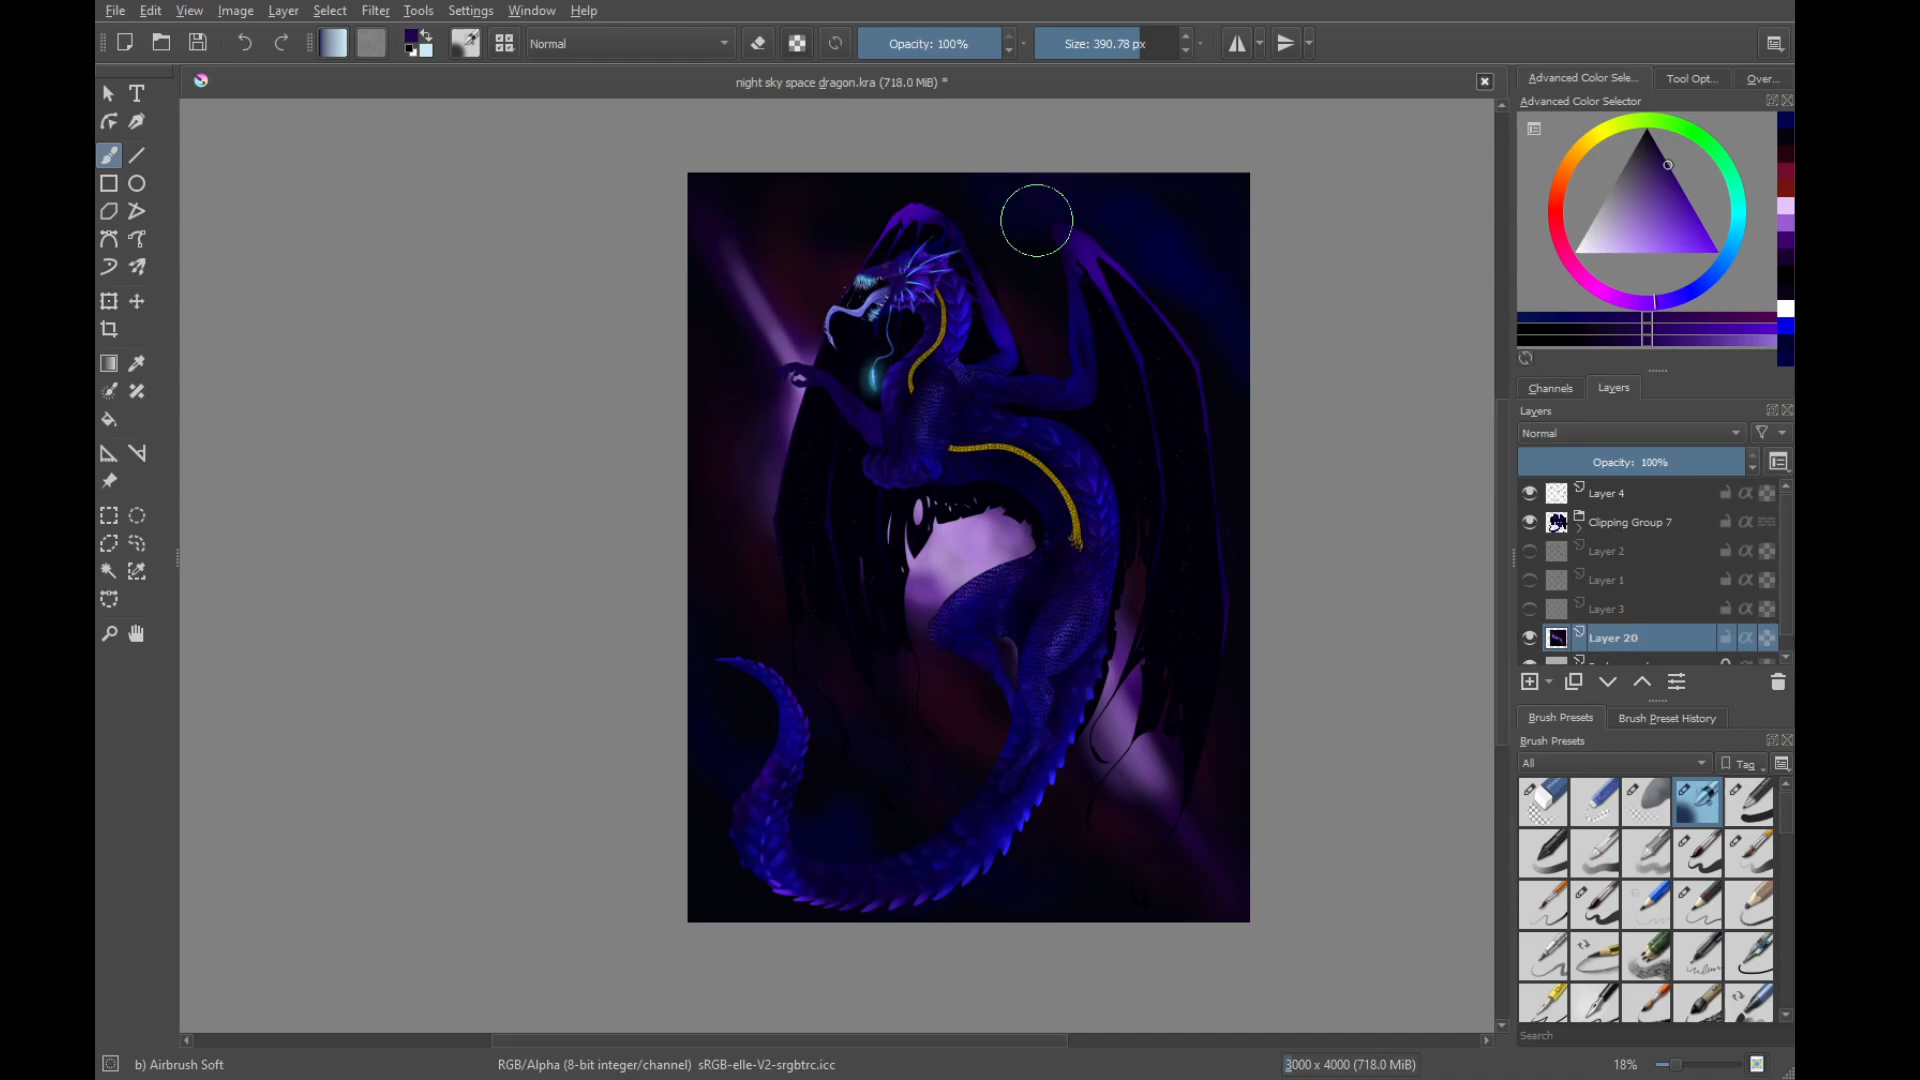 File Edit View Image Layer Select Filter Tools Settings Window Help
Normal
Opacity: 100%
Size: 390.78 px
night sky space dragon.kra (718.0 MiB) *
Advanced Color Sele... Tool Opt... Over...
Advanced Color Selector
Channels Layers
Layers
Normal
Opacity: 100%
Layer 4
Clipping Group 7
Layer 2
Layer 1
Layer 3
Layer 20
Brush Presets Brush Preset History
Brush Presets
All Tag
Search
b) Airbrush Soft RGB/Alpha (8-bit integer/channel) sRGB-elle-V2-srgbtrc.icc 3000 x 4000 (718.0 MiB) 18%